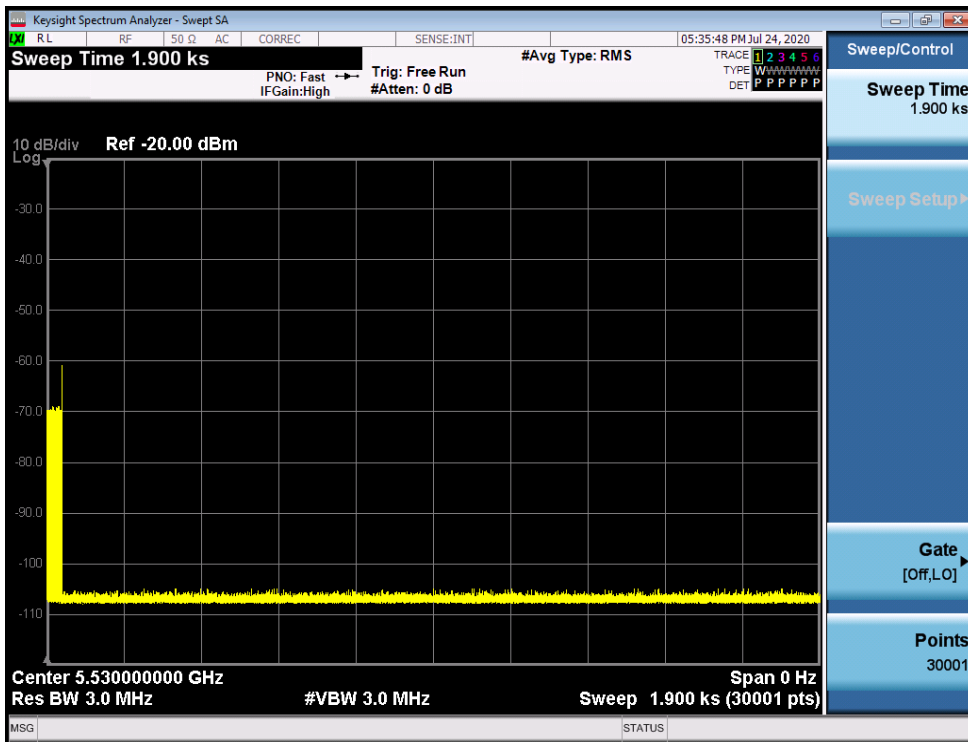 Keysight Spectrum Analyzer - Swept SA
LXI RL RF 50 Ω AC CORREC SENSE:INT 05:35:48 PM Jul 24, 2020
Sweep Time 1.900 ks
PNO: Fast
IFGain:High
Trig: Free Run
#Atten: 0 dB
#Avg Type: RMS
TRACE 1 2 3 4 5 6
TYPE WWWWWW
DET P P P P P P
10 dB/div Ref -20.00 dBm
Log
-30.0
-40.0
-50.0
-60.0
-70.0
-80.0
-90.0
-100
-110
Center 5.530000000 GHz Span 0 Hz
Res BW 3.0 MHz #VBW 3.0 MHz Sweep 1.900 ks (30001 pts)
MSG STATUS
Sweep/Control
Sweep Time
1.900 ks
Sweep Setup
Gate
[Off,LO]
Points
30001